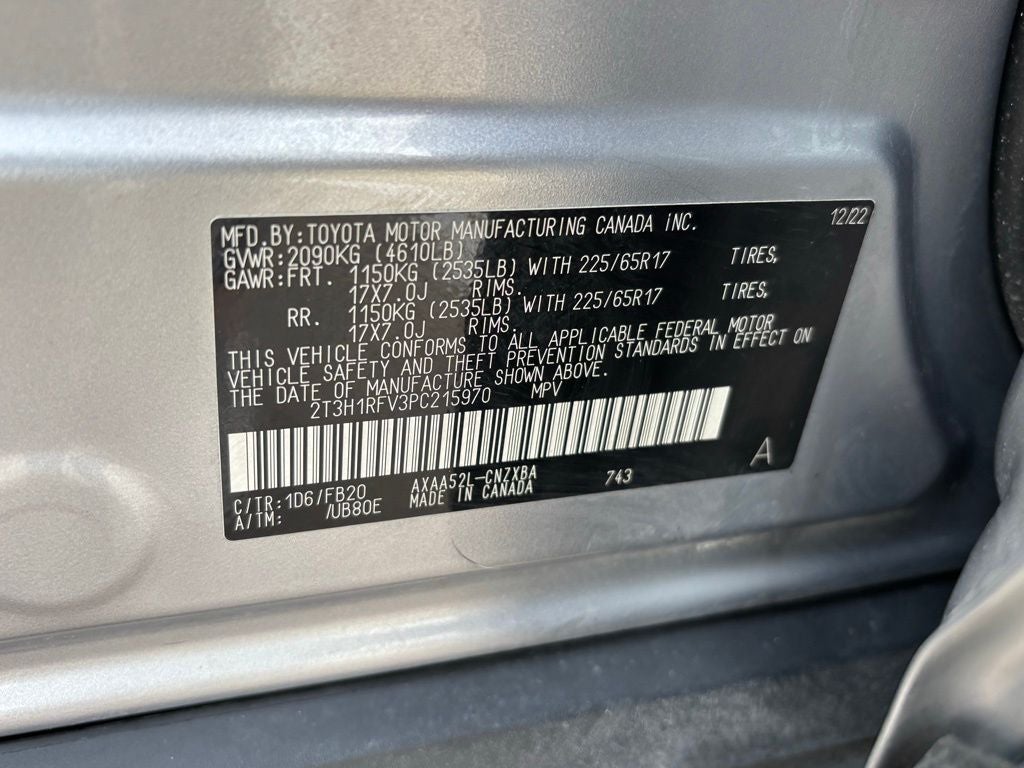 MFD.BY:TOYOTA MOTOR MANUFACTURING CANADA iNC. 12/22
GVWR:2090KG (4610LB)
GAWR:FRT. 1150KG (2535LB) WITH 225/65R17 TIRES,
17X7.0J RIMS.
RR. 1150KG (2535LB) WITH 225/65R17 TIRES,
17X7.0J RIMS.
THIS VEHICLE CONFORMS TO ALL APPLICABLE FEDERAL MOTOR
VEHICLE SAFETY AND THEFT PREVENTION STANDARDS IN EFFECT ON
THE DATE OF MANUFACTURE SHOWN ABOVE.
2T3H1RFV3PC215970 MPV
A
C/TR:1D6/FB20 AXAA52L-CNZXBA 743
A/TM: /UB80E MADE IN CANADA